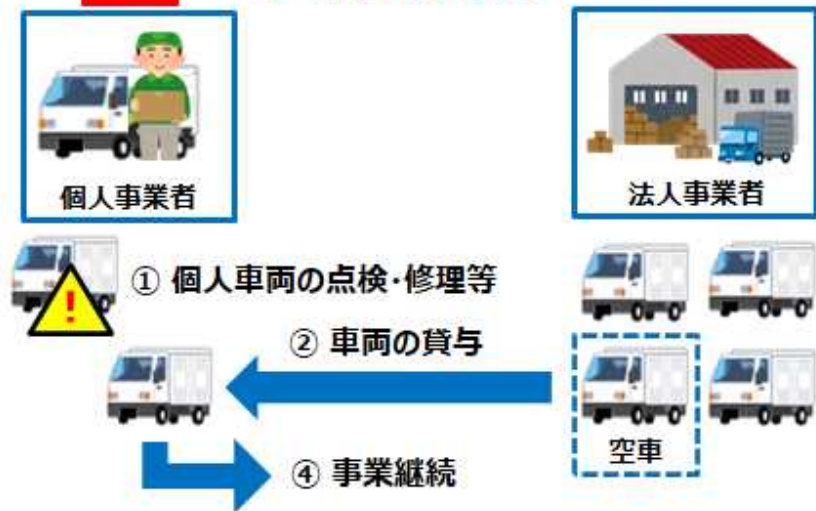 個人事業者
法人事業者
① 個人車両の点検・修理等
② 車両の貸与
空車
④ 事業継続